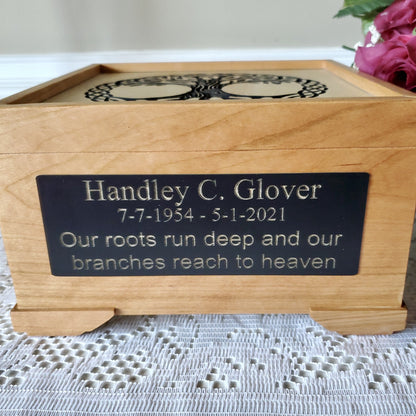 Handley C. Glover
7-7-1954 - 5-1-2021
Our roots run deep and our
branches reach to heaven